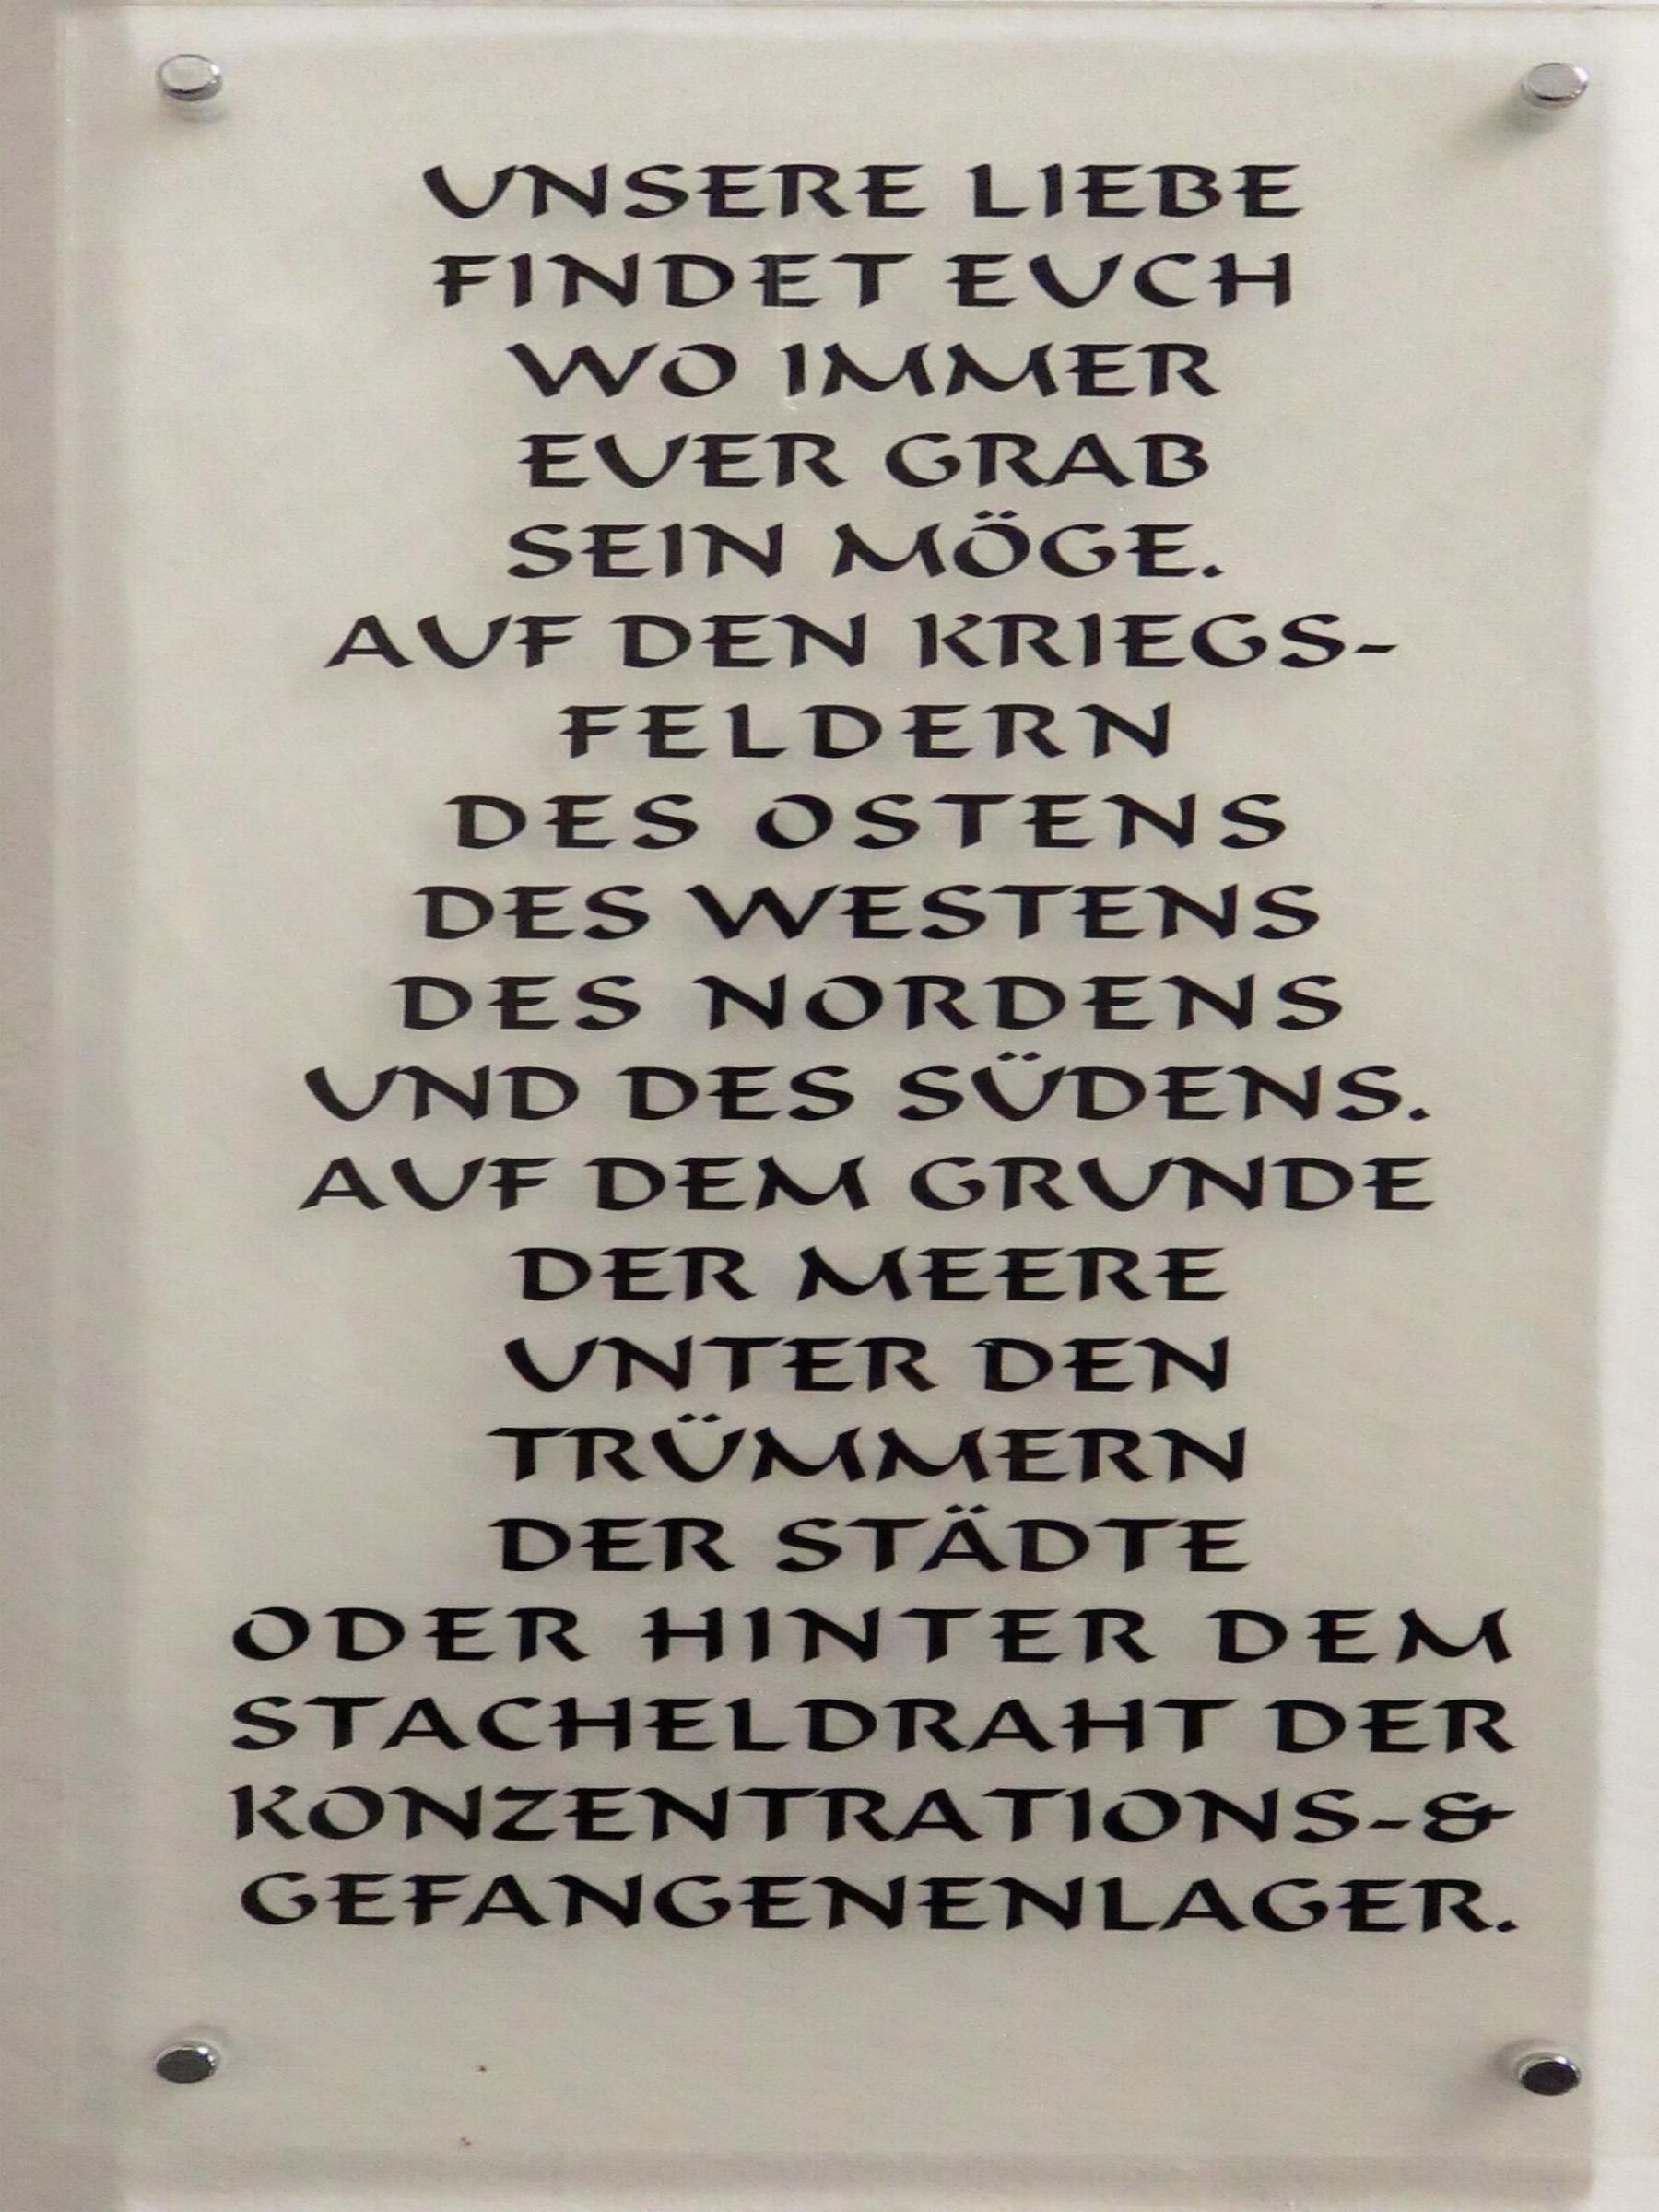 UNSERE LIEBE
FINDET EUCH
WO IMMER
EUER GRAB
SEIN MÖGE.
AUF DEN KRIEGS-
FELDERN
DES OSTENS
DES WESTENS
DES NORDENS
UND DES SÜDENS.
AUF DEM GRUNDE
DER MEERE
UNTER DEN
TRÜMMERN
DER STÄDTE
ODER HINTER DEM
STACHELDRAHT DER
KONZENTRATIONS-&
GEFANGENENLAGER.